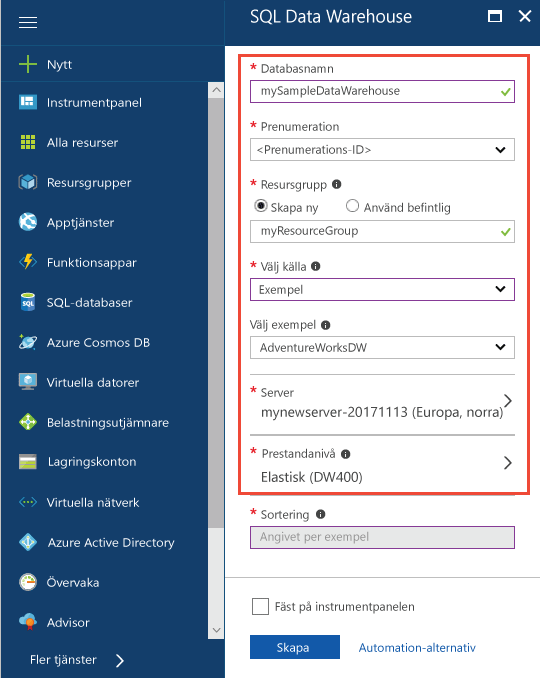 Nytt
Instrumentpanel
Alla resurser
Resursgrupper
Apptjänster
Funktionsappar
SQL-databaser
Azure Cosmos DB
Virtuella datorer
Belastningsutjämnare
Lagringskonton
Virtuella nätverk
Azure Active Directory
Övervaka
Advisor
Fler tjänster
SQL Data Warehouse
* Databasnamn
mySampleDataWarehouse
* Prenumeration
<Prenumerations-ID>
* Resursgrupp
Skapa ny Använd befintlig
myResourceGroup
* Välj källa
Exempel
Välj exempel
AdventureWorksDW
* Server
mynewserver-20171113 (Europa, norra)
* Prestandanivå
Elastisk (DW400)
* Sortering
Angivet per exempel
Fäst på instrumentpanelen
Skapa Automation-alternativ